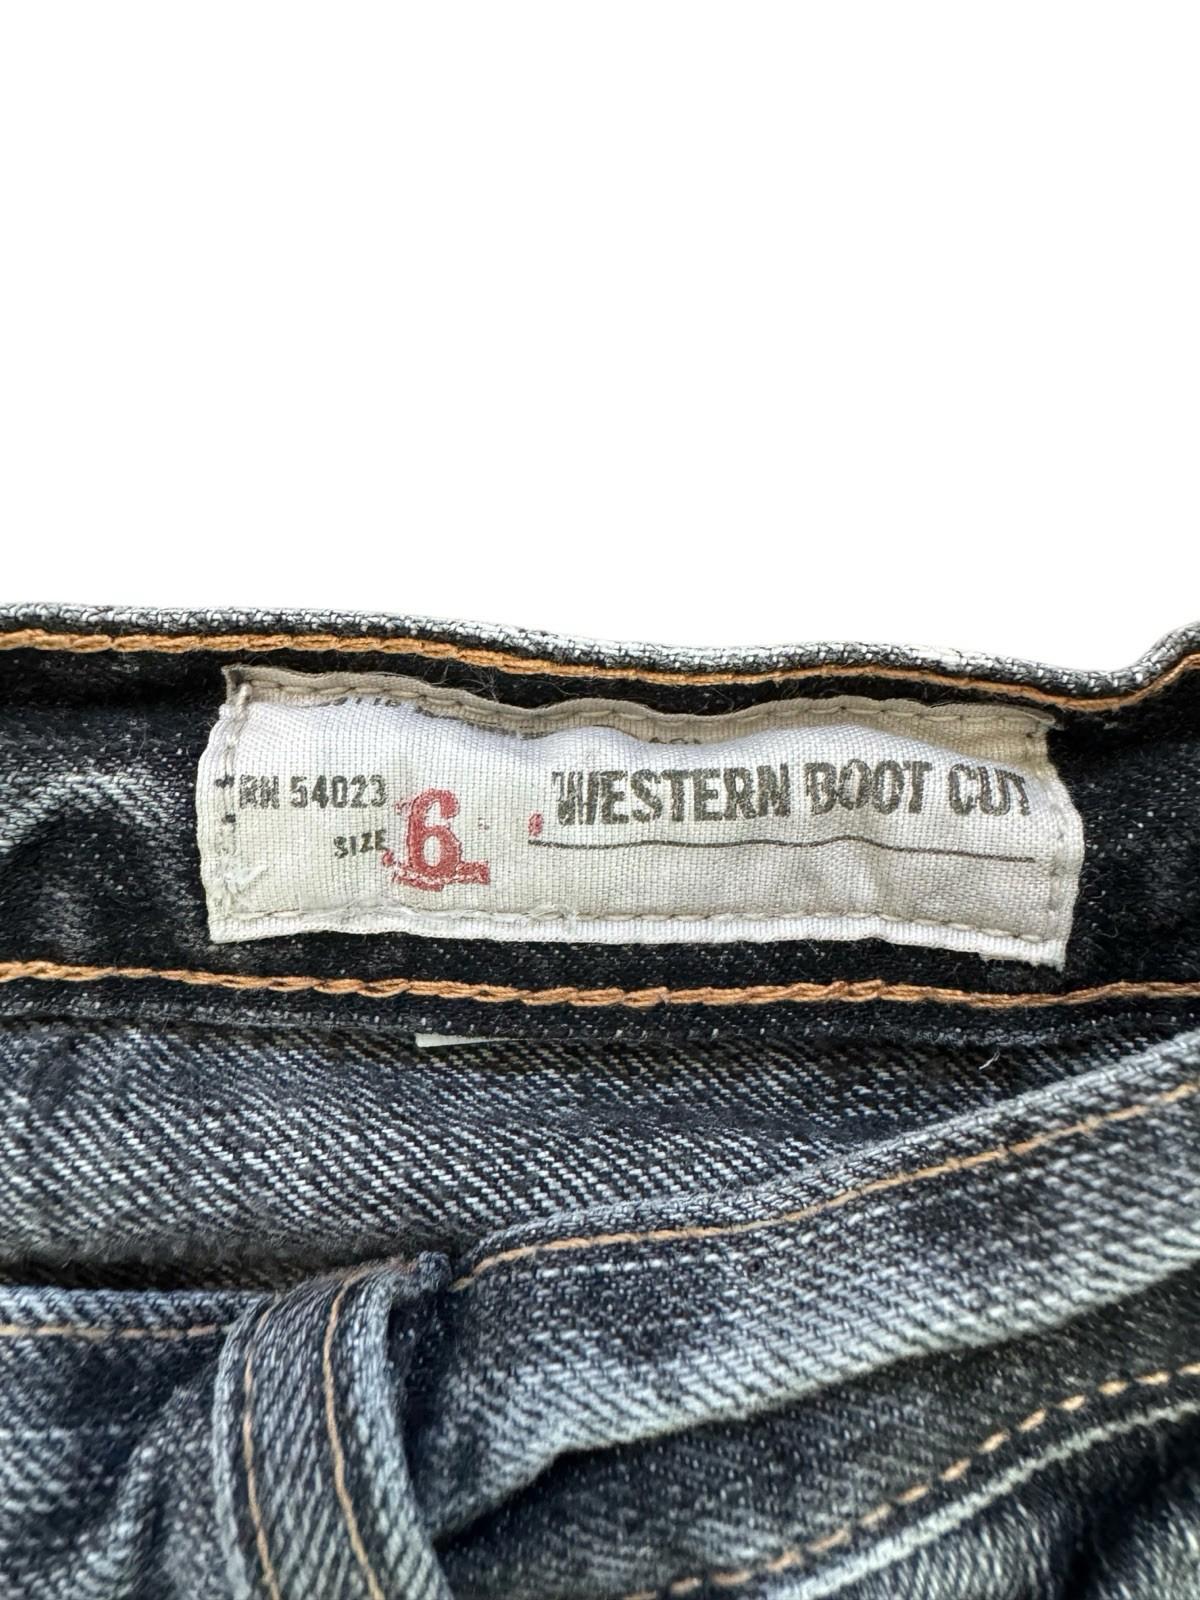 RN 54023
SIZE 6
WESTERN BOOT CUT